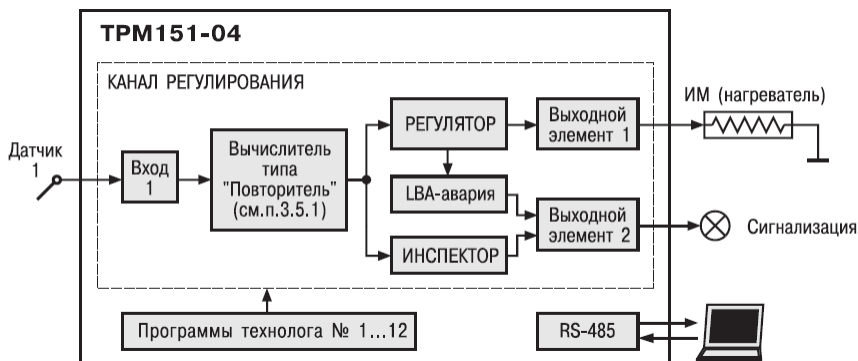 ТРМ151-04
КАНАЛ РЕГУЛИРОВАНИЯ
Датчик
1
Вход
1
Вычислитель
типа
"Повторитель"
(см.п.3.5.1)
РЕГУЛЯТОР
LBA-авария
ИНСПЕКТОР
Выходной
элемент 1
Выходной
элемент 2
ИМ (нагреватель)
Сигнализация
Программы технолога № 1...12
RS-485